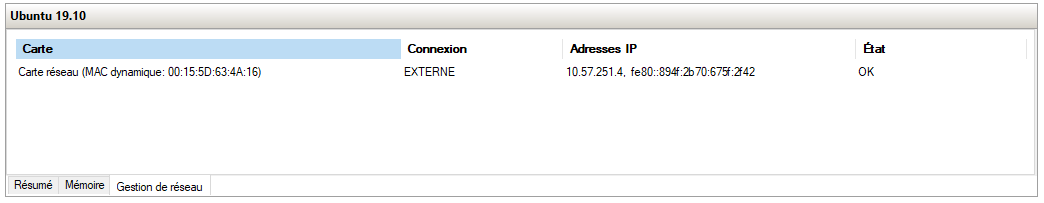 Ubuntu 19.10
Carte Connexion Adresses IP État
Carte réseau (MAC dynamique: 00:15:5D:63:4A:16) EXTERNE 10.57.251.4, fe80::894f:2b70:675f:2f42 OK
Résumé Mémoire Gestion de réseau